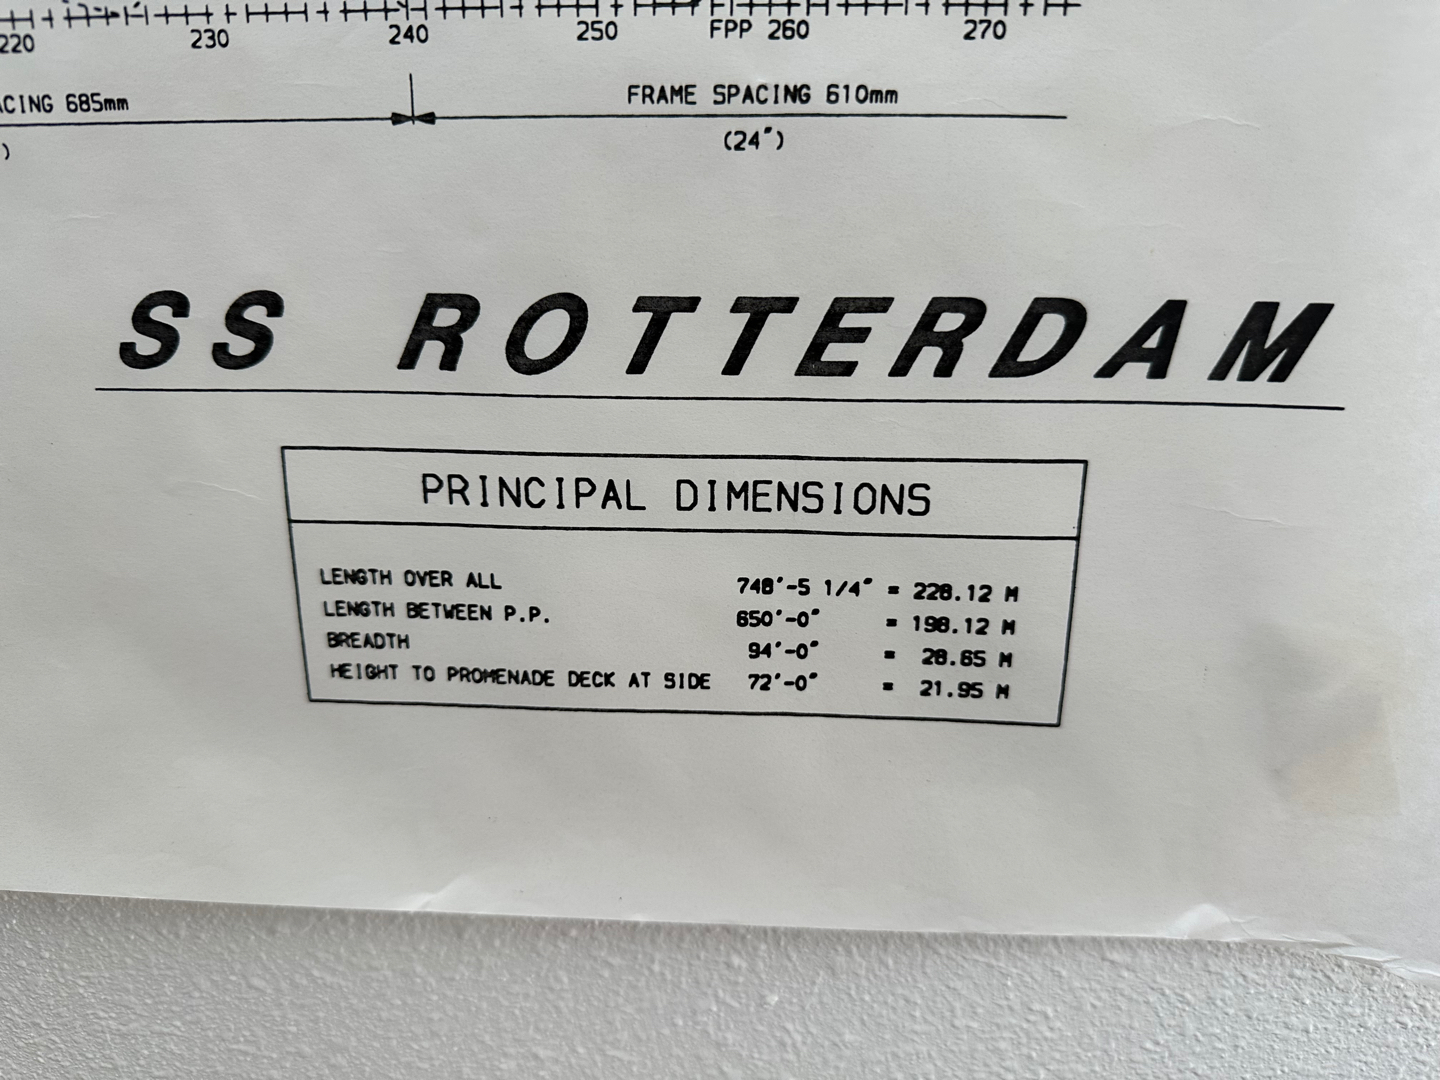 220 230 240 250 FPP 260 270
ACING 685mm FRAME SPACING 610mm
) (24")
SS ROTTERDAM
PRINCIPAL DIMENSIONS
LENGTH OVER ALL 748'-5 1/4" = 228.12 M
LENGTH BETWEEN P.P. 650'-0" = 198.12 M
BREADTH 94'-0" = 28.65 M
HEIGHT TO PROMENADE DECK AT SIDE 72'-0" = 21.95 M